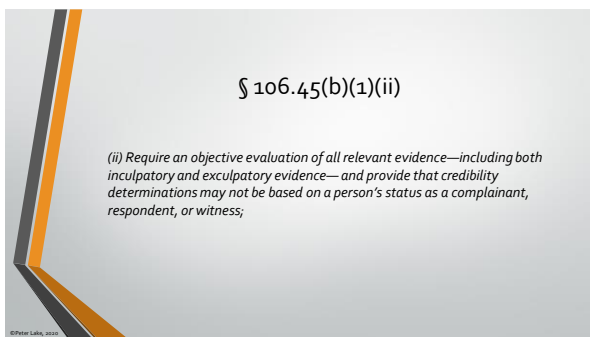 § 106.45(b)(1)(ii)
(ii) Require an objective evaluation of all relevant evidence—including both
inculpatory and exculpatory evidence— and provide that credibility
determinations may not be based on a person's status as a complainant,
respondent, or witness;
©Peter Lake, 2020